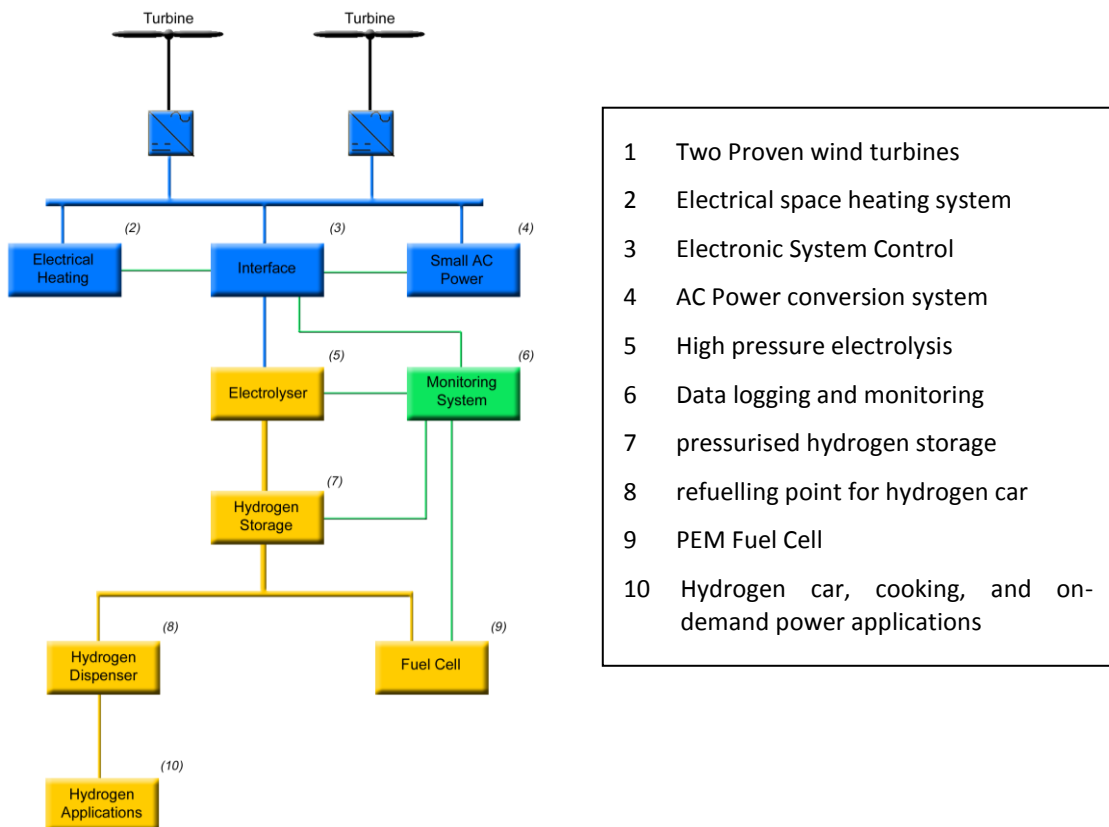 Turbine
Turbine
(2)
(3)
(4)
Electrical
Heating
Interface
Small AC
Power
(5)
(6)
Electrolyser
Monitoring
System
(7)
Hydrogen
Storage
(8)
(9)
Hydrogen
Dispenser
Fuel Cell
(10)
Hydrogen
Applications
1 Two Proven wind turbines
2 Electrical space heating system
3 Electronic System Control
4 AC Power conversion system
5 High pressure electrolysis
6 Data logging and monitoring
7 pressurised hydrogen storage
8 refuelling point for hydrogen car
9 PEM Fuel Cell
10 Hydrogen car, cooking, and on-
demand power applications